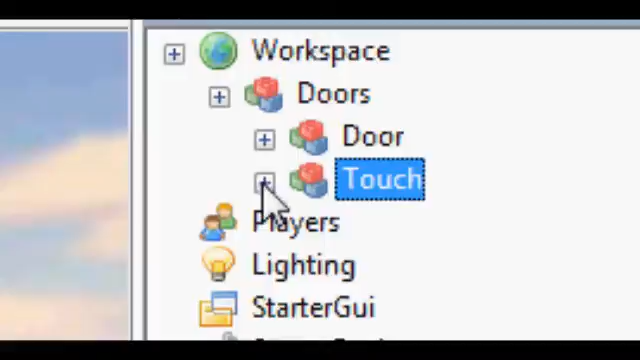 Workspace
Doors
Door
Touch
Players
Lighting
StarterGui